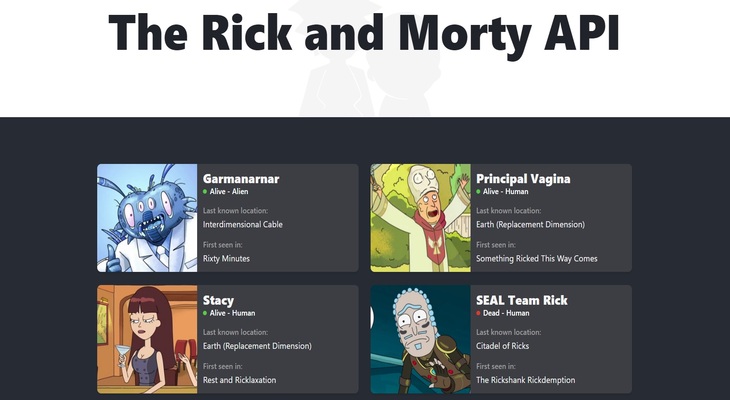 The Rick and Morty API
Garmanarnar
Alive - Alien
Last known location:
Interdimensional Cable
First seen in:
Rixty Minutes
Principal Vagina
Alive - Human
Last known location:
Earth (Replacement Dimension)
First seen in:
Something Ricked This Way Comes
Stacy
Alive - Human
Last known location:
Earth (Replacement Dimension)
First seen in:
Rest and Ricklaxation
SEAL Team Rick
Dead - Human
Last known location:
Citadel of Ricks
First seen in:
The Rickshank Rickdemption